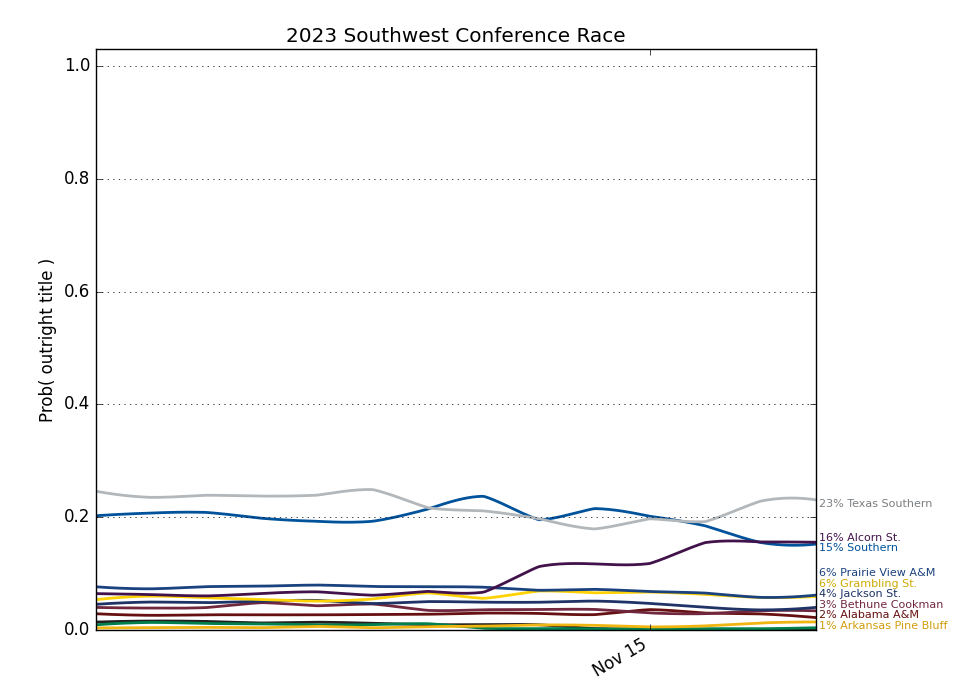 2023 Southwest Conference Race
1.0
0.8
0.6
0.4
0.2
0.0
Prob( outright title )
Nov 15
23% Texas Southern
16% Alcorn St.
15% Southern
6% Prairie View A&M
6% Grambling St.
4% Jackson St.
3% Bethune Cookman
2% Alabama A&M
1% Arkansas Pine Bluff